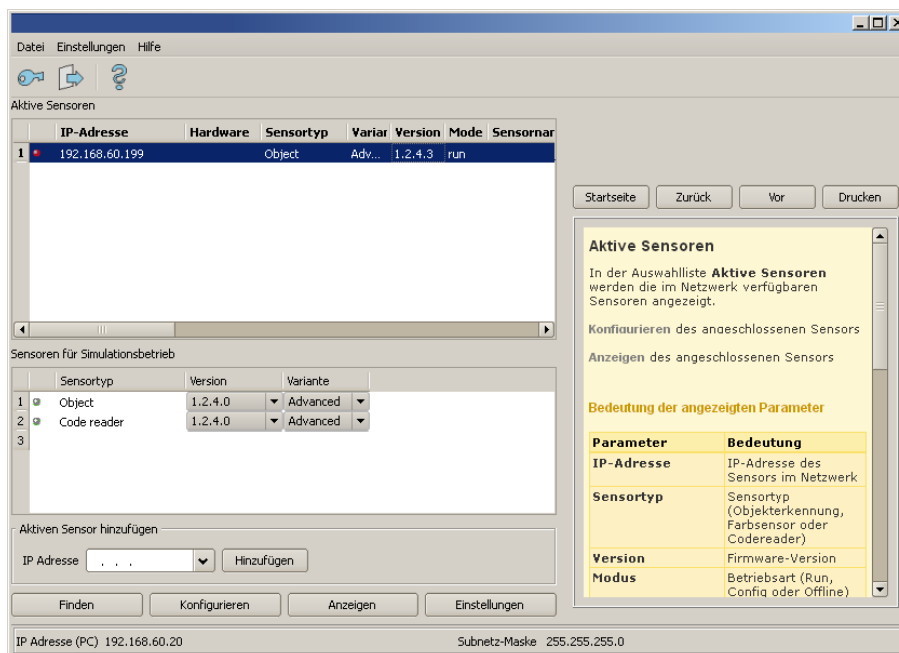 Datei Einstellungen Hilfe
Aktive Sensoren
IP-Adresse Hardware Sensortyp Variar Version Mode Sensornar
1 192.168.60.199 Object Adv... 1.2.4.3 run
Startseite Zurück Vor Drucken
Aktive Sensoren
In der Auswahlliste Aktive Sensoren
werden die im Netzwerk verfügbaren
Sensoren angezeigt.
Konfigurieren des angeschlossenen Sensors
Anzeigen des angeschlossenen Sensors
Bedeutung der angezeigten Parameter
Parameter Bedeutung
IP-Adresse IP-Adresse des
Sensors im Netzwerk
Sensortyp Sensortyp
(Objekterkennung,
Farbsensor oder
Codereader)
Version Firmware-Version
Modus Betriebsart (Run,
Config oder Offline)
Sensoren für Simulationsbetrieb
Sensortyp Version Variante
1 Object 1.2.4.0 Advanced
2 Code reader 1.2.4.0 Advanced
3
Aktiven Sensor hinzufügen
IP Adresse . . . Hinzufügen
Finden Konfigurieren Anzeigen Einstellungen
IP Adresse (PC) 192.168.60.20 Subnetz-Maske 255.255.255.0